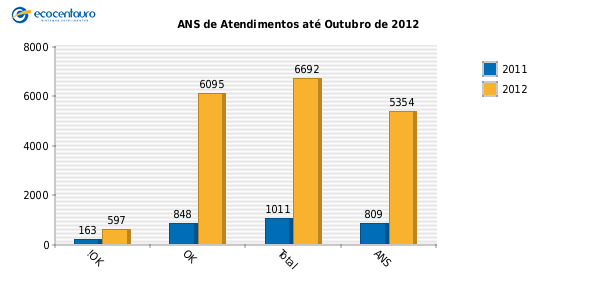 ecocentauro
ANS de Atendimentos até Outubro de 2012
8000
6000
4000
2000
0
163
597
848
6095
1011
6692
809
5354
!OK
OK
Total
ANS
2011
2012